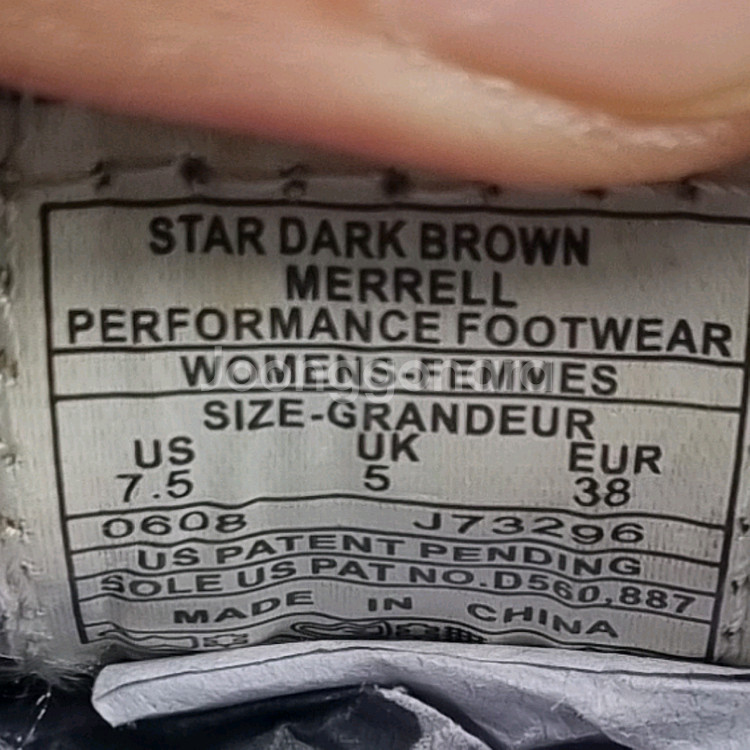 STAR DARK BROWN
MERRELL
PERFORMANCE FOOTWEAR
WOMENS-FEMMES
SIZE-GRANDEUR
US UK EUR
7.5 5 38
0608 J73296
US PATENT PENDING
SOLE US PAT NO.D560,887
MADE IN CHINA
Joonggonara